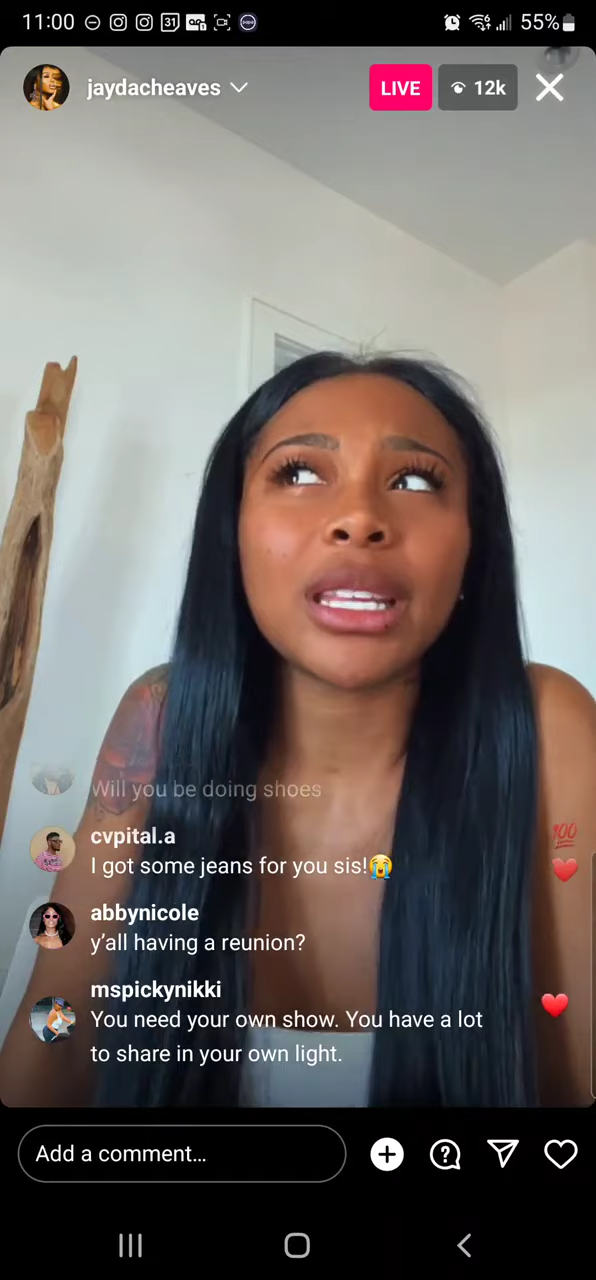 11:00 31 55%
jaydacheaves LIVE 12k
Will you be doing shoes
cvpital.a
I got some jeans for you sis!😭
abbynicole
y'all having a reunion?
mspickynikki
You need your own show. You have a lot
to share in your own light.
100
Add a comment...